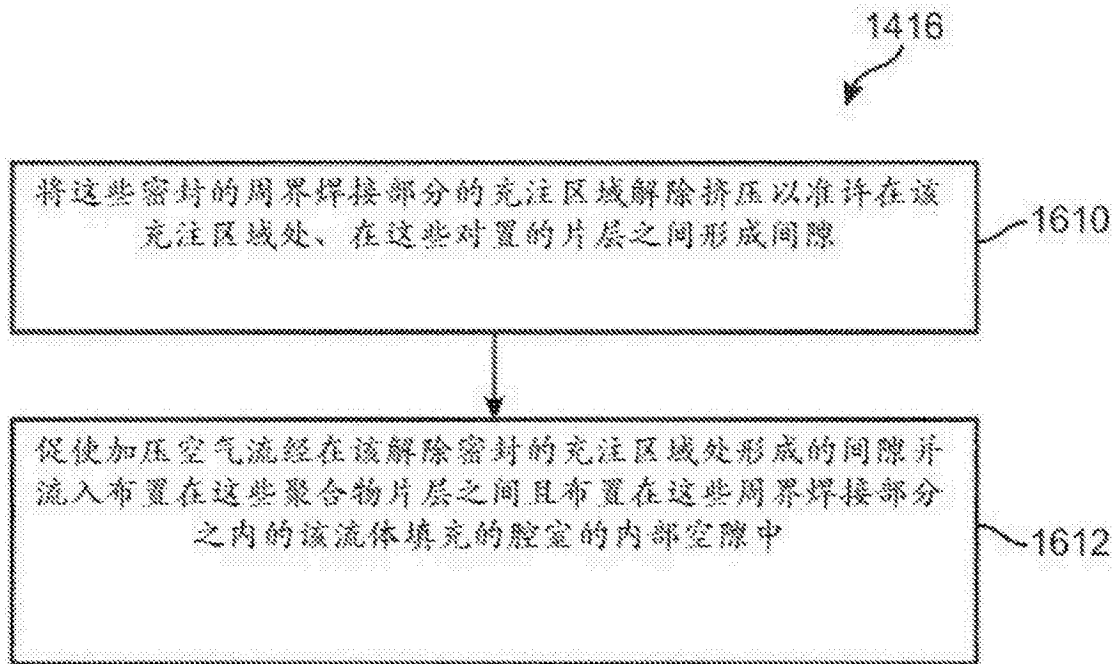 1416
将这些密封的周界焊接部分的充注区域解除挤压以准许在该
充注区域处、在这些对置的片层之间形成间隙
1610
促使加压空气流经在该解除密封的充注区域处形成的间隙并
流入布置在这些聚合物片层之间且布置在这些周界焊接部分
之内的该流体填充的腔室的内部空隙中
1612